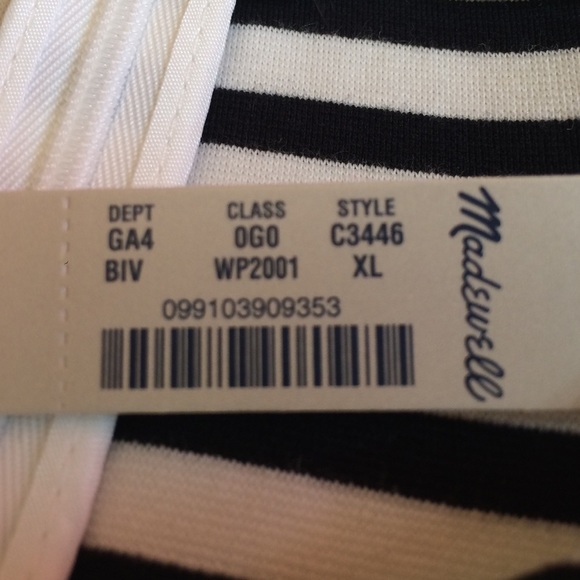 DEPT CLASS STYLE
GA4 0G0 C3446
BIV WP2001 XL
099103909353
Madewell